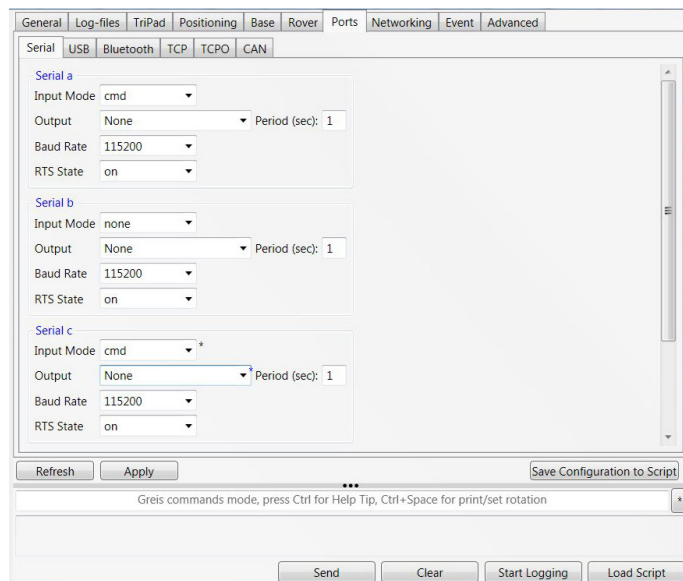 General Log-files TriPad Positioning Base Rover Ports Networking Event Advanced
Serial USB Bluetooth TCP TCPO CAN
Serial a
Input Mode cmd
Output None Period (sec): 1
Baud Rate 115200
RTS State on
Serial b
Input Mode none
Output None Period (sec): 1
Baud Rate 115200
RTS State on
Serial c
Input Mode cmd *
Output None * Period (sec): 1
Baud Rate 115200
RTS State on
Refresh Apply Save Configuration to Script
Greis commands mode, press Ctrl for Help Tip, Ctrl+Space for print/set rotation *
Send Clear Start Logging Load Script